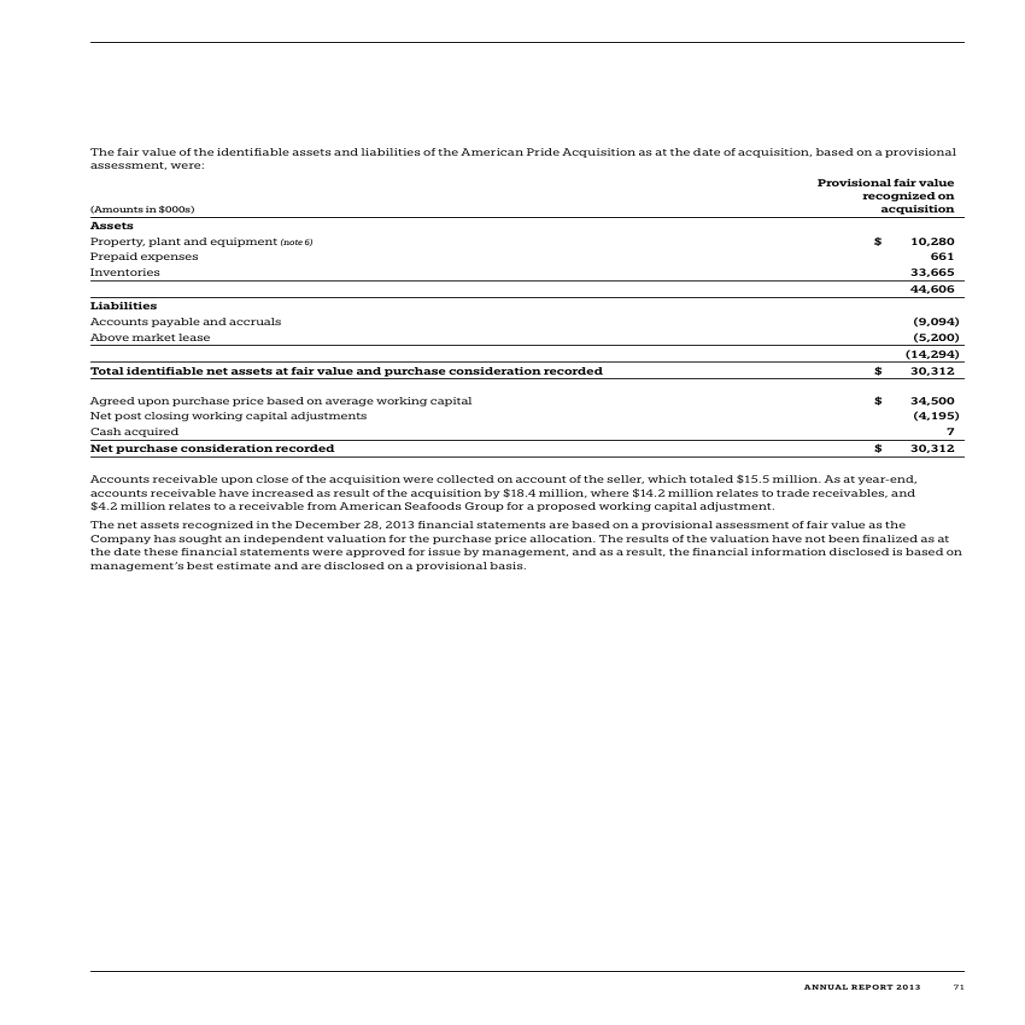 The fair value of the identifiable assets and liabilities of the American Pride Acquisition as at the date of acquisition, based on a provisional
assessment, were:
Provisional fair value
recognized on
(Amounts in $000s) acquisition
Assets
Property, plant and equipment (note 6) $ 10,280
Prepaid expenses 661
Inventories 33,665
44,606
Liabilities
Accounts payable and accruals (9,094)
Above market lease (5,200)
(14,294)
Total identifiable net assets at fair value and purchase consideration recorded $ 30,312
Agreed upon purchase price based on average working capital $ 34,500
Net post closing working capital adjustments (4,195)
Cash acquired 7
Net purchase consideration recorded $ 30,312
Accounts receivable upon close of the acquisition were collected on account of the seller, which totaled $15.5 million. As at year-end,
accounts receivable have increased as result of the acquisition by $18.4 million, where $14.2 million relates to trade receivables, and
$4.2 million relates to a receivable from American Seafoods Group for a proposed working capital adjustment.
The net assets recognized in the December 28, 2013 financial statements are based on a provisional assessment of fair value as the
Company has sought an independent valuation for the purchase price allocation. The results of the valuation have not been finalized as at
the date these financial statements were approved for issue by management, and as a result, the financial information disclosed is based on
management's best estimate and are disclosed on a provisional basis.
ANNUAL REPORT 2013 71